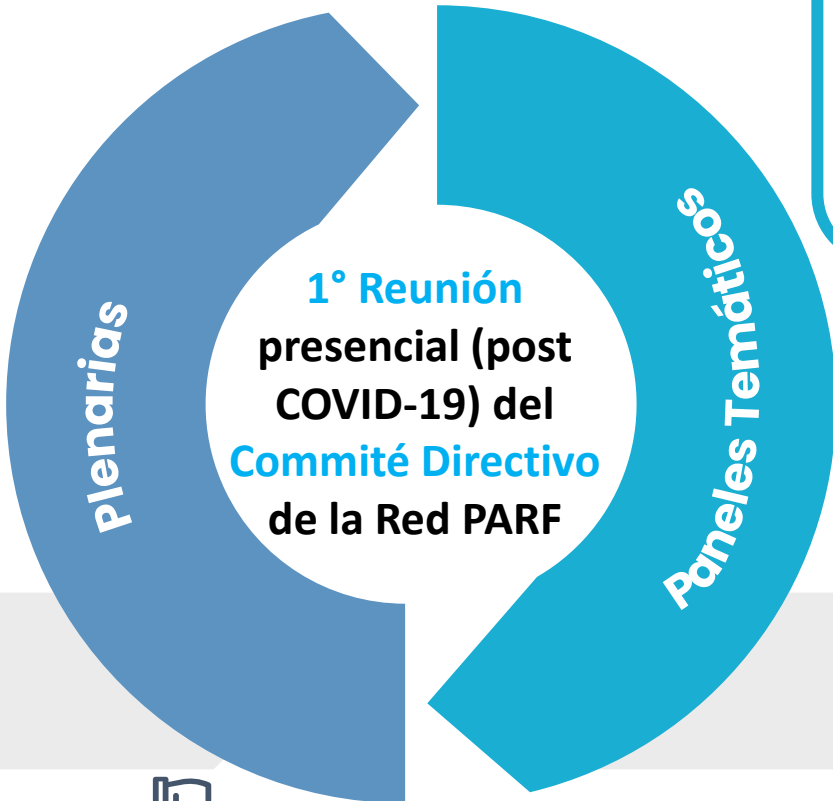 Plenarias
1° Reunión
presencial (post
COVID-19) del
Commité Directivo
de la Red PARF
Paneles Temáticos